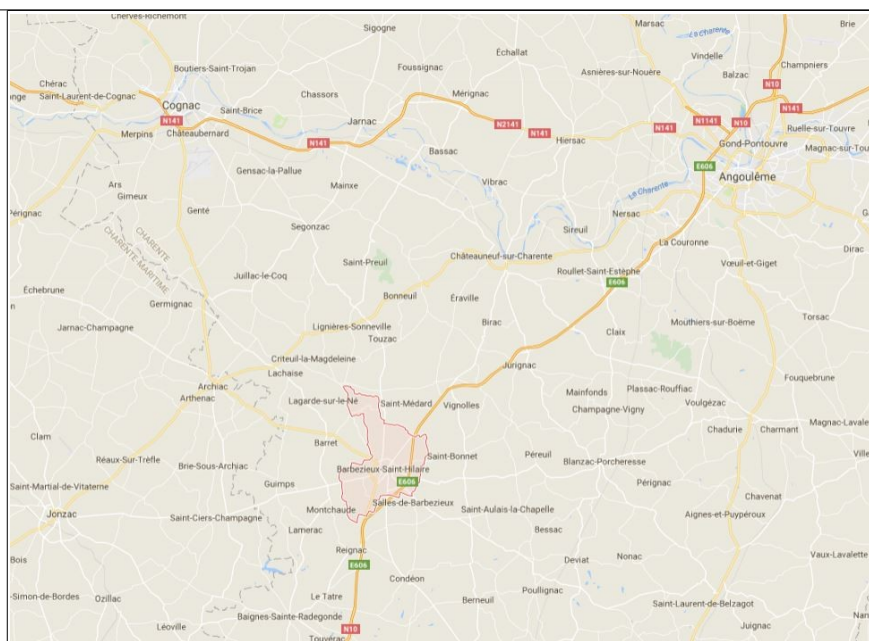 Cherves-Richemont
Sigogne
Marsac
Brie
La Charente
Échallat
Vindelle
Champniers
Boutiers-Saint-Trojan
Foussignac
Asnières-sur-Nouère
Balzac
Chérac
N10
Saint-Laurent-de-Cognac
Chassors
Mérignac
Cognac
Saint-Brice
N141
Jarnac
N141
N1141
N10
N2141
N141
N141
Ruelle-sur-Touvre
Merpins
Châteaubernard
N141
Hiersac
Gond-Pontouvre
Bassac
Magnac-sur-Tou
E606
Gensac-la-Pallue
Angoulême
Ars
Mainxe
Vibrac
La Charente
Gimeux
Genté
Nersac
Pérignac
Segonzac
Sireuil
CHARENTE
CHARENTE-MARITIME
La Couronne
Dirac
Châteauneuf-sur-Charente
Saint-Preuil
Vœuil-et-Giget
Juillac-le-Coq
Roullet-Saint-Estèphe
E606
Échebrune
Bonneuil
Éraville
Germignac
Torsac
Jarnac-Champagne
Lignières-Sonneville
Birac
Mouthiers-sur-Boëme
Claix
Touzac
Criteuil-la-Magdeleine
Jurignac
Lachaise
Fouquebrune
Archiac
Plassac-Rouffiac
Arthenac
Mainfonds
Lagarde-sur-le-Né
Saint-Médard
Vignolles
Voulgézac
Champagne-Vigny
Magnac-Lavale
Clam
Barret
Chadurie
Charmant
Saint-Bonnet
Péreuil
Réaux-Sur-Trèfle
Brie-Sous-Archiac
Blanzac-Porcheresse
Barbezieux-Saint-Hilaire
E606
Saint-Martial-de-Vitaterne
Guimps
Pérignac
Chavenat
Salles-de-Barbezieux
Montchaude
Saint-Aulais-la-Chapelle
Jonzac
Saint-Ciers-Champagne
Aignes-et-Puypéroux
Lamerac
Bessac
Reignac
Bois
Deviat
Nonac
Vaux-Lavalette
E606
Condéon
Poullignac
-Simon-de-Bordes
Ozillac
Le Tatre
Berneuil
Saint-Laurent-de-Belzagot
Baignes-Sainte-Radegonde
Léoville
N10
Juignac
Touvérac